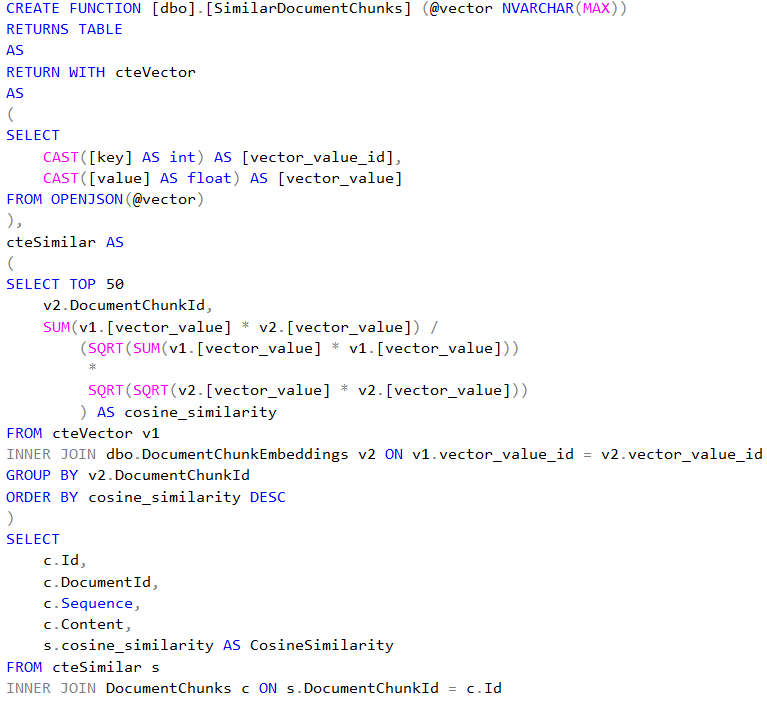 CREATE FUNCTION [dbo].[SimilarDocumentChunks] (@vector NVARCHAR(MAX))
RETURNS TABLE
AS
RETURN WITH cteVector
AS
(
SELECT
    CAST([key] AS int) AS [vector_value_id],
    CAST([value] AS float) AS [vector_value]
FROM OPENJSON(@vector)
),
cteSimilar AS
(
SELECT TOP 50
    v2.DocumentChunkId,
    SUM(v1.[vector_value] * v2.[vector_value]) /
        (SQRT(SUM(v1.[vector_value] * v1.[vector_value]))
         *
         SQRT(SQRT(v2.[vector_value] * v2.[vector_value]))
        ) AS cosine_similarity
FROM cteVector v1
INNER JOIN dbo.DocumentChunkEmbeddings v2 ON v1.vector_value_id = v2.vector_value_id
GROUP BY v2.DocumentChunkId
ORDER BY cosine_similarity DESC
)
SELECT
    c.Id,
    c.DocumentId,
    c.Sequence,
    c.Content,
    s.cosine_similarity AS CosineSimilarity
FROM cteSimilar s
INNER JOIN DocumentChunks c ON s.DocumentChunkId = c.Id